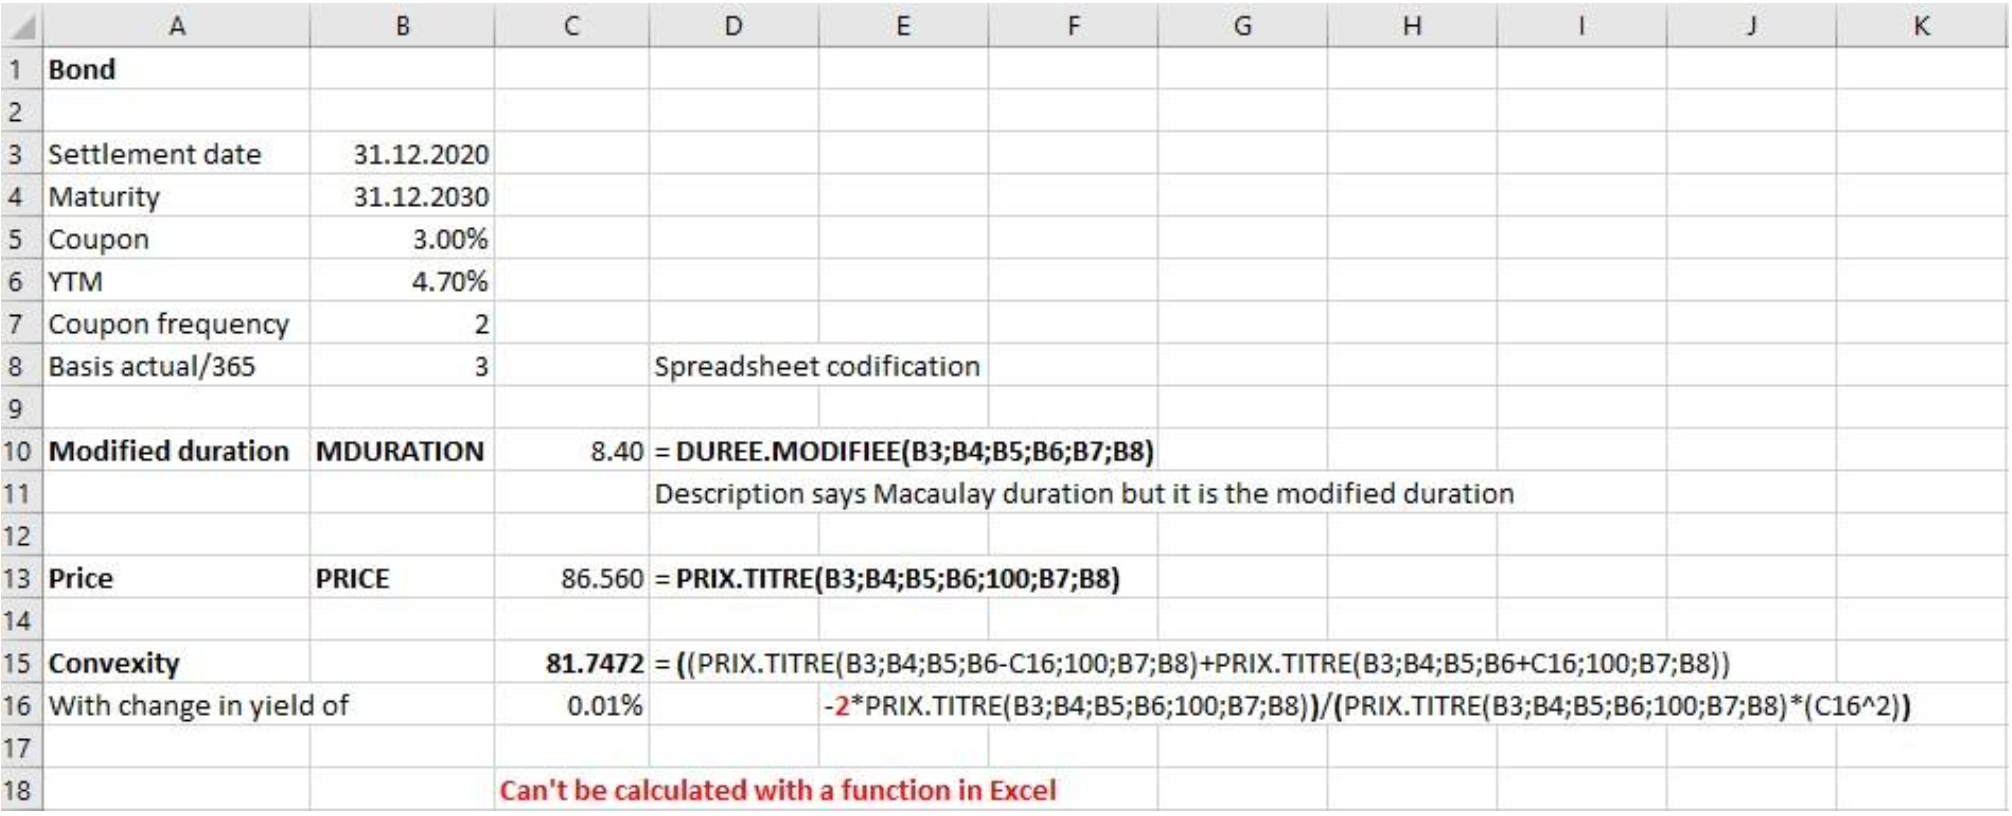 A B C D E F G H I J K
1 Bond
2
3 Settlement date 31.12.2020
4 Maturity 31.12.2030
5 Coupon 3.00%
6 YTM 4.70%
7 Coupon frequency 2
8 Basis actual/365 3 Spreadsheet codification
9
10 Modified duration MDURATION 8.40 = DUREE.MODIFIEE(B3;B4;B5;B6;B7;B8)
11 Description says Macaulay duration but it is the modified duration
12
13 Price PRICE 86.560 = PRIX.TITRE(B3;B4;B5;B6;100;B7;B8)
14
15 Convexity 81.7472 = ((PRIX.TITRE(B3;B4;B5;B6-C16;100;B7;B8)+PRIX.TITRE(B3;B4;B5;B6+C16;100;B7;B8))
16 With change in yield of 0.01% -2*PRIX.TITRE(B3;B4;B5;B6;100;B7;B8))/(PRIX.TITRE(B3;B4;B5;B6;100;B7;B8)*(C16^2))
17
18 Can't be calculated with a function in Excel